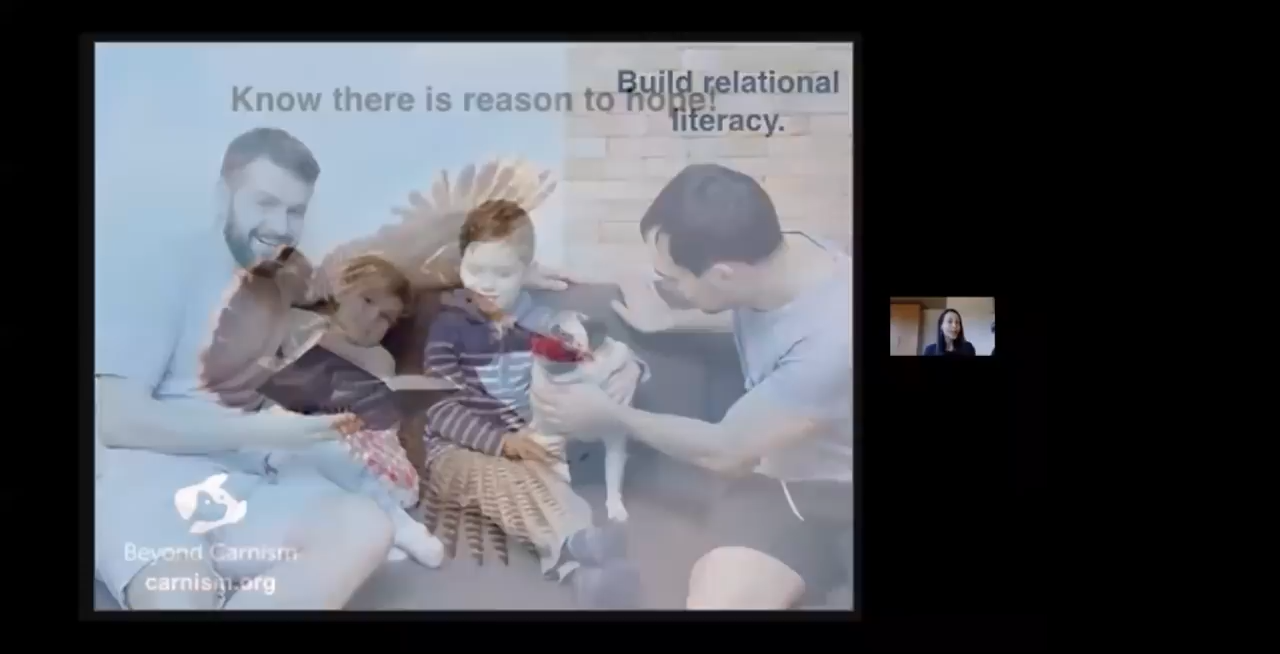 Know there is reason to hope!
Build relational
literacy.
Beyond Carnism
carnism.org